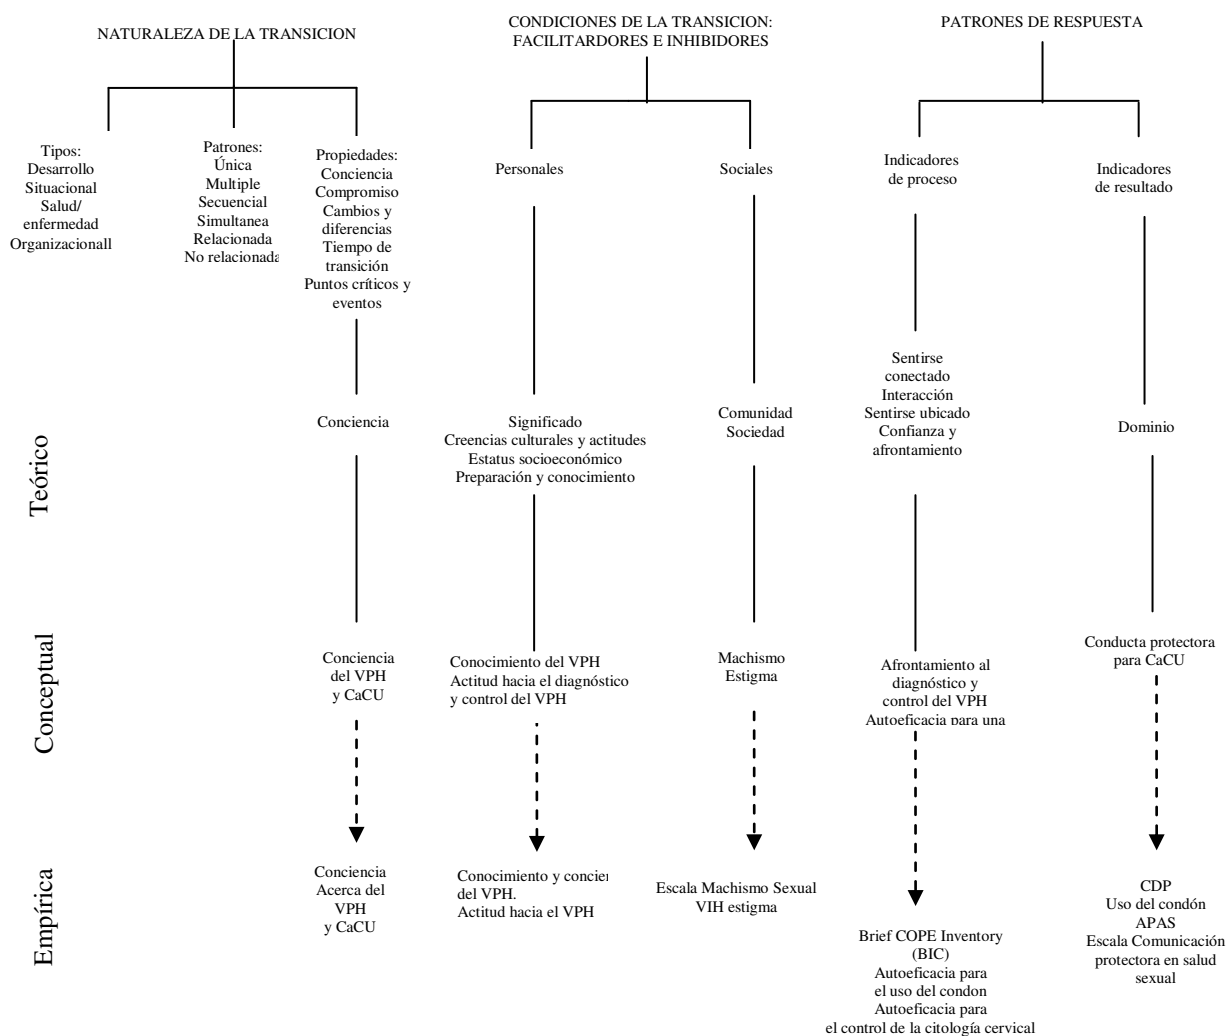 NATURALEZA DE LA TRANSICION
CONDICIONES DE LA TRANSICION:
FACILITARDORES E INHIBIDORES
PATRONES DE RESPUESTA
Tipos:
Desarrollo
Situacional
Salud/
enfermedad
Organizacionall
Patrones:
Única
Multiple
Secuencial
Simultanea
Relacionada
No relacionada
Propiedades:
Conciencia
Compromiso
Cambios y
diferencias
Tiempo de
transición
Puntos críticos y
eventos
Personales
Sociales
Indicadores
de proceso
Indicadores
de resultado
Teórico
Conciencia
Significado
Creencias culturales y actitudes
Estatus socioeconómico
Preparación y conocimiento
Comunidad
Sociedad
Sentirse
conectado
Interacción
Sentirse ubicado
Confianza y
afrontamiento
Dominio
Conceptual
Conciencia
del VPH
y CaCU
Conocimiento del VPH
Actitud hacia el diagnóstico
y control del VPH
Machismo
Estigma
Afrontamiento al
diagnóstico y
control del VPH
Autoeficacia para una
Conducta protectora
para CaCU
Empírica
Conciencia
Acerca del
VPH
y CaCU
Conocimiento y concie
del VPH.
Actitud hacia el VPH
Escala Machismo Sexual
VIH estigma
Brief COPE Inventory
(BIC)
Autoeficacia para
el uso del condon
Autoeficacia para
el control de la citología cervical
CDP
Uso del condón
APAS
Escala Comunicación
protectora en salud
sexual